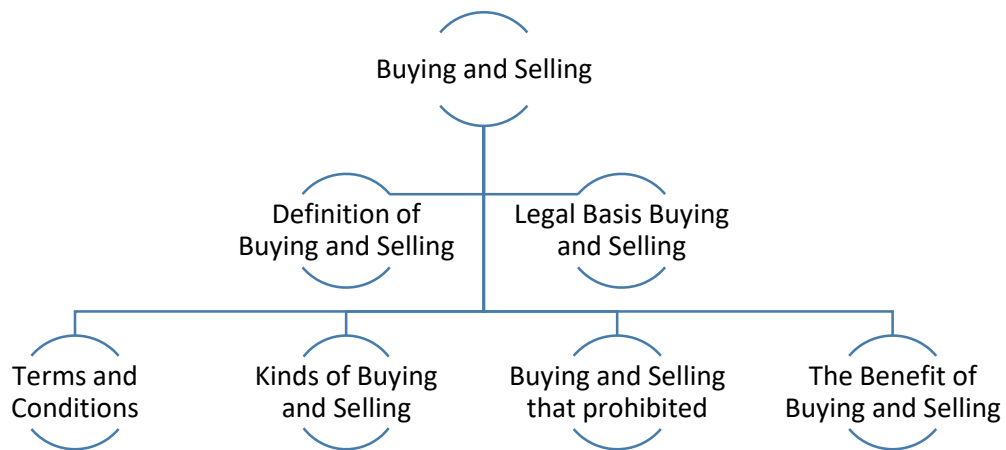 Buying and Selling
Definition of
Buying and Selling
Legal Basis Buying
and Selling
Terms and
Conditions
Kinds of Buying
and Selling
Buying and Selling
that prohibited
The Benefit of
Buying and Selling